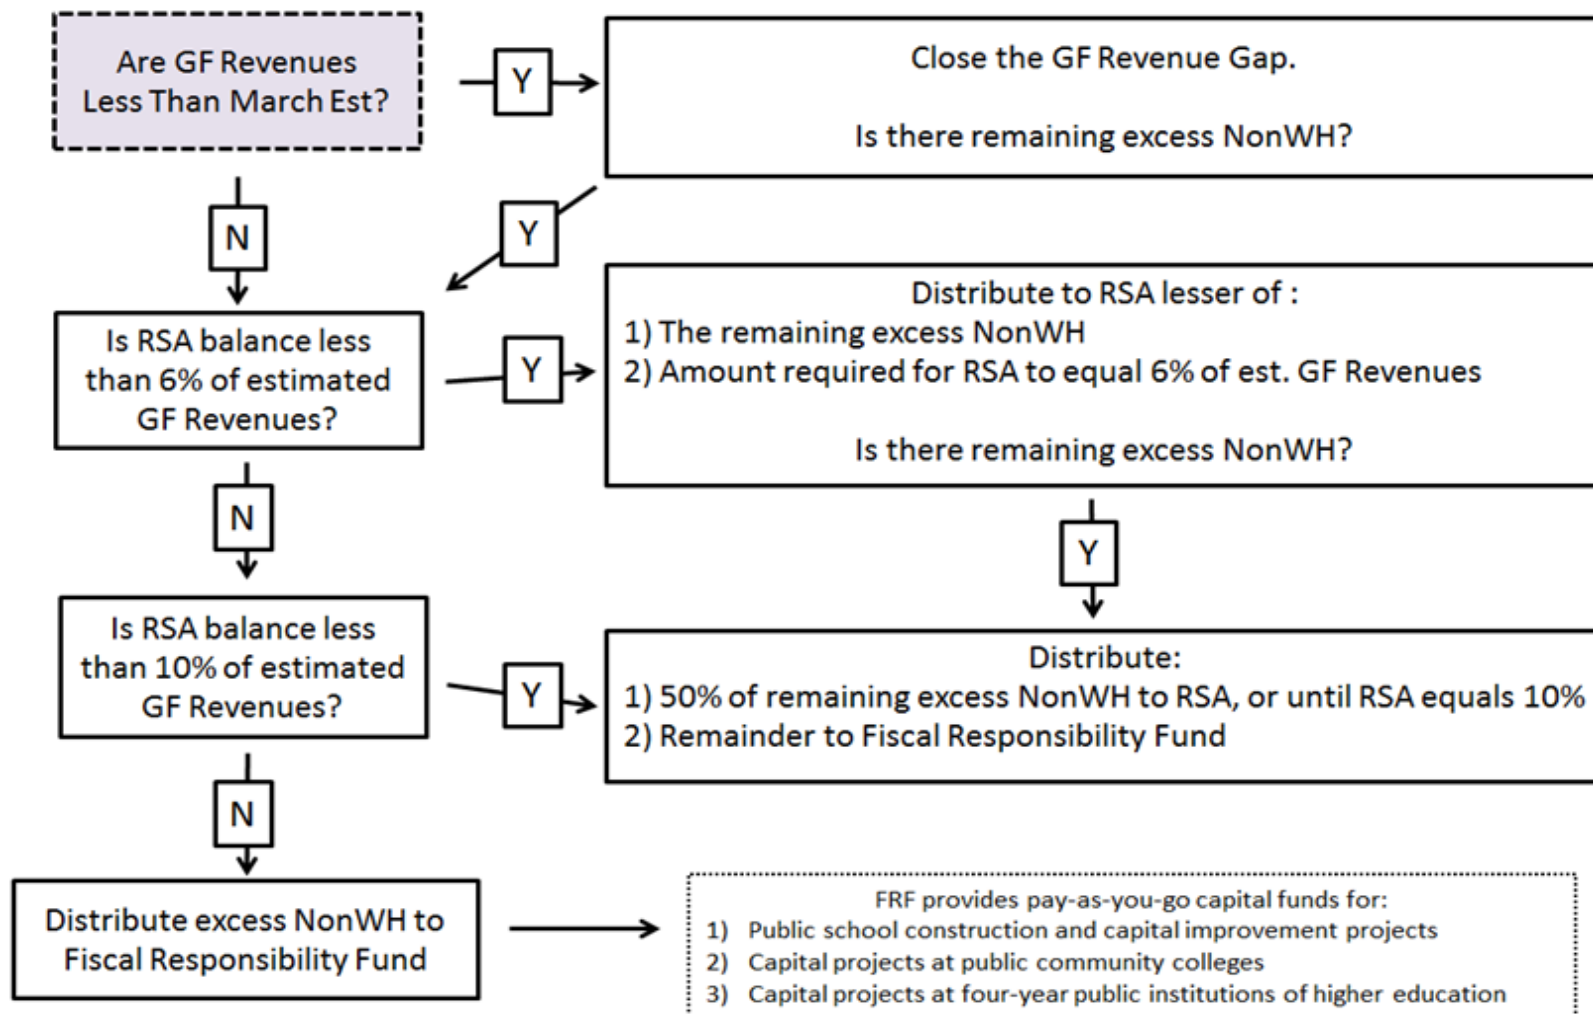 Are GF Revenues
Less Than March Est?
Y
Close the GF Revenue Gap.
Is there remaining excess NonWH?
N
Y
Is RSA balance less
than 6% of estimated
GF Revenues?
Y
Distribute to RSA lesser of :
1) The remaining excess NonWH
2) Amount required for RSA to equal 6% of est. GF Revenues
Is there remaining excess NonWH?
N
Y
Is RSA balance less
than 10% of estimated
GF Revenues?
Y
Distribute:
1) 50% of remaining excess NonWH to RSA, or until RSA equals 10%
2) Remainder to Fiscal Responsibility Fund
N
Distribute excess NonWH to
Fiscal Responsibility Fund
FRF provides pay-as-you-go capital funds for:
1) Public school construction and capital improvement projects
2) Capital projects at public community colleges
3) Capital projects at four-year public institutions of higher education